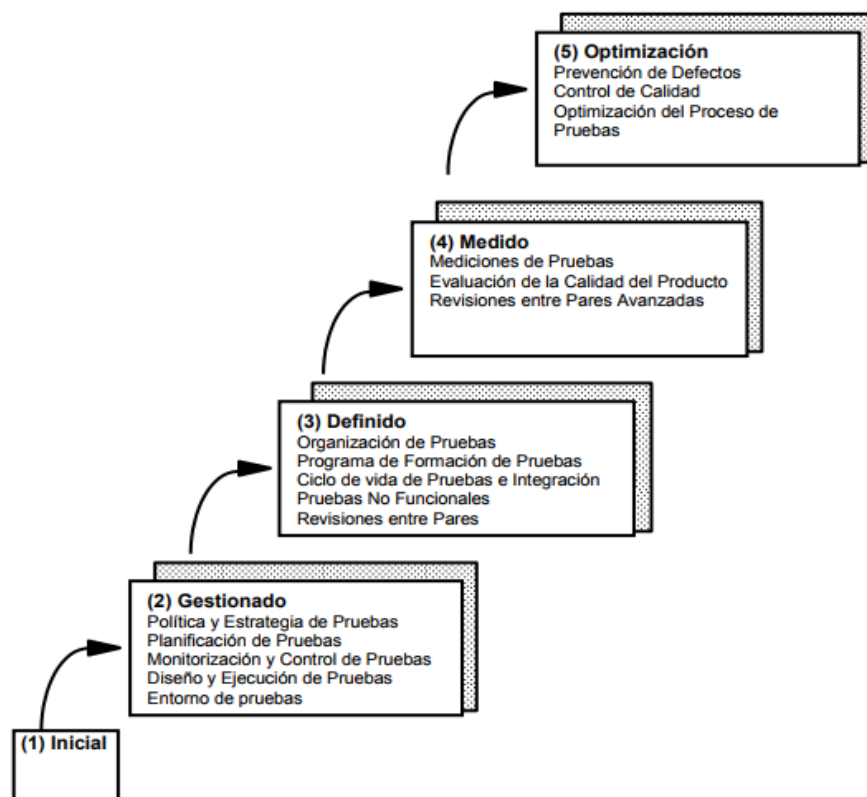 (5) Optimización
Prevención de Defectos
Control de Calidad
Optimización del Proceso de
Pruebas
(4) Medido
Mediciones de Pruebas
Evaluación de la Calidad del Producto
Revisiones entre Pares Avanzadas
(3) Definido
Organización de Pruebas
Programa de Formación de Pruebas
Ciclo de vida de Pruebas e Integración
Pruebas No Funcionales
Revisiones entre Pares
(2) Gestionado
Política y Estrategia de Pruebas
Planificación de Pruebas
Monitorización y Control de Pruebas
Diseño y Ejecución de Pruebas
Entorno de pruebas
(1) Inicial